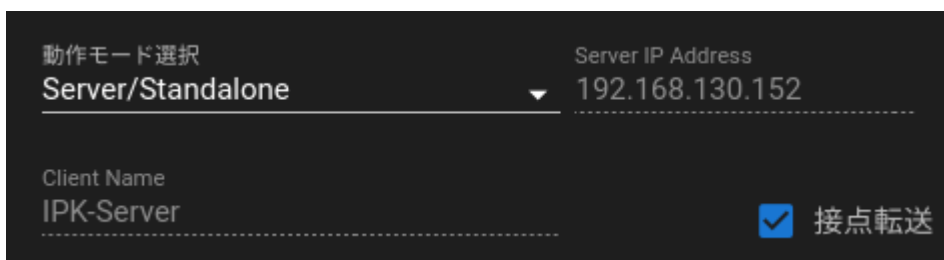 動作モード選択
Server/Standalone
Server IP Address
192.168.130.152
Client Name
IPK-Server
接点転送